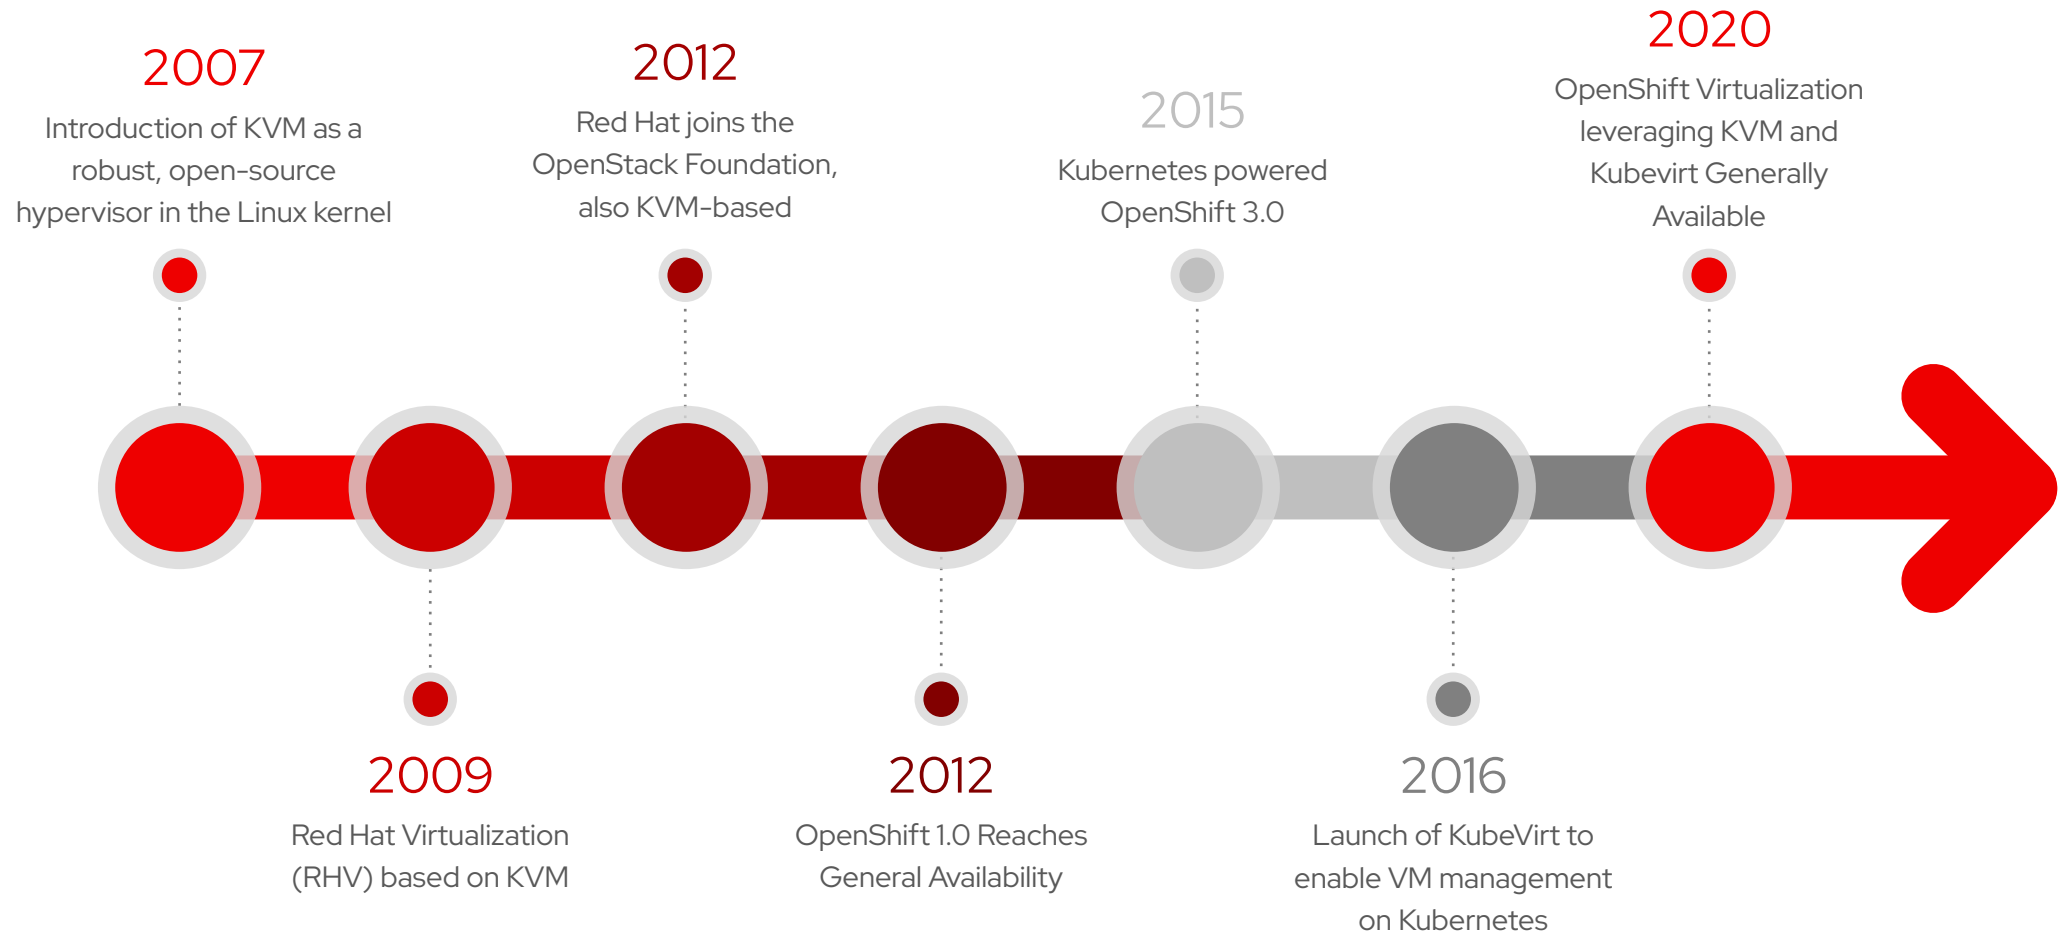 2007
Introduction of KVM as a
robust, open-source
hypervisor in the Linux kernel
2009
Red Hat Virtualization
(RHV) based on KVM
2012
Red Hat joins the
OpenStack Foundation,
also KVM-based
2012
OpenShift 1.0 Reaches
General Availability
2015
Kubernetes powered
OpenShift 3.0
2016
Launch of KubeVirt to
enable VM management
on Kubernetes
2020
OpenShift Virtualization
leveraging KVM and
Kubevirt Generally
Available